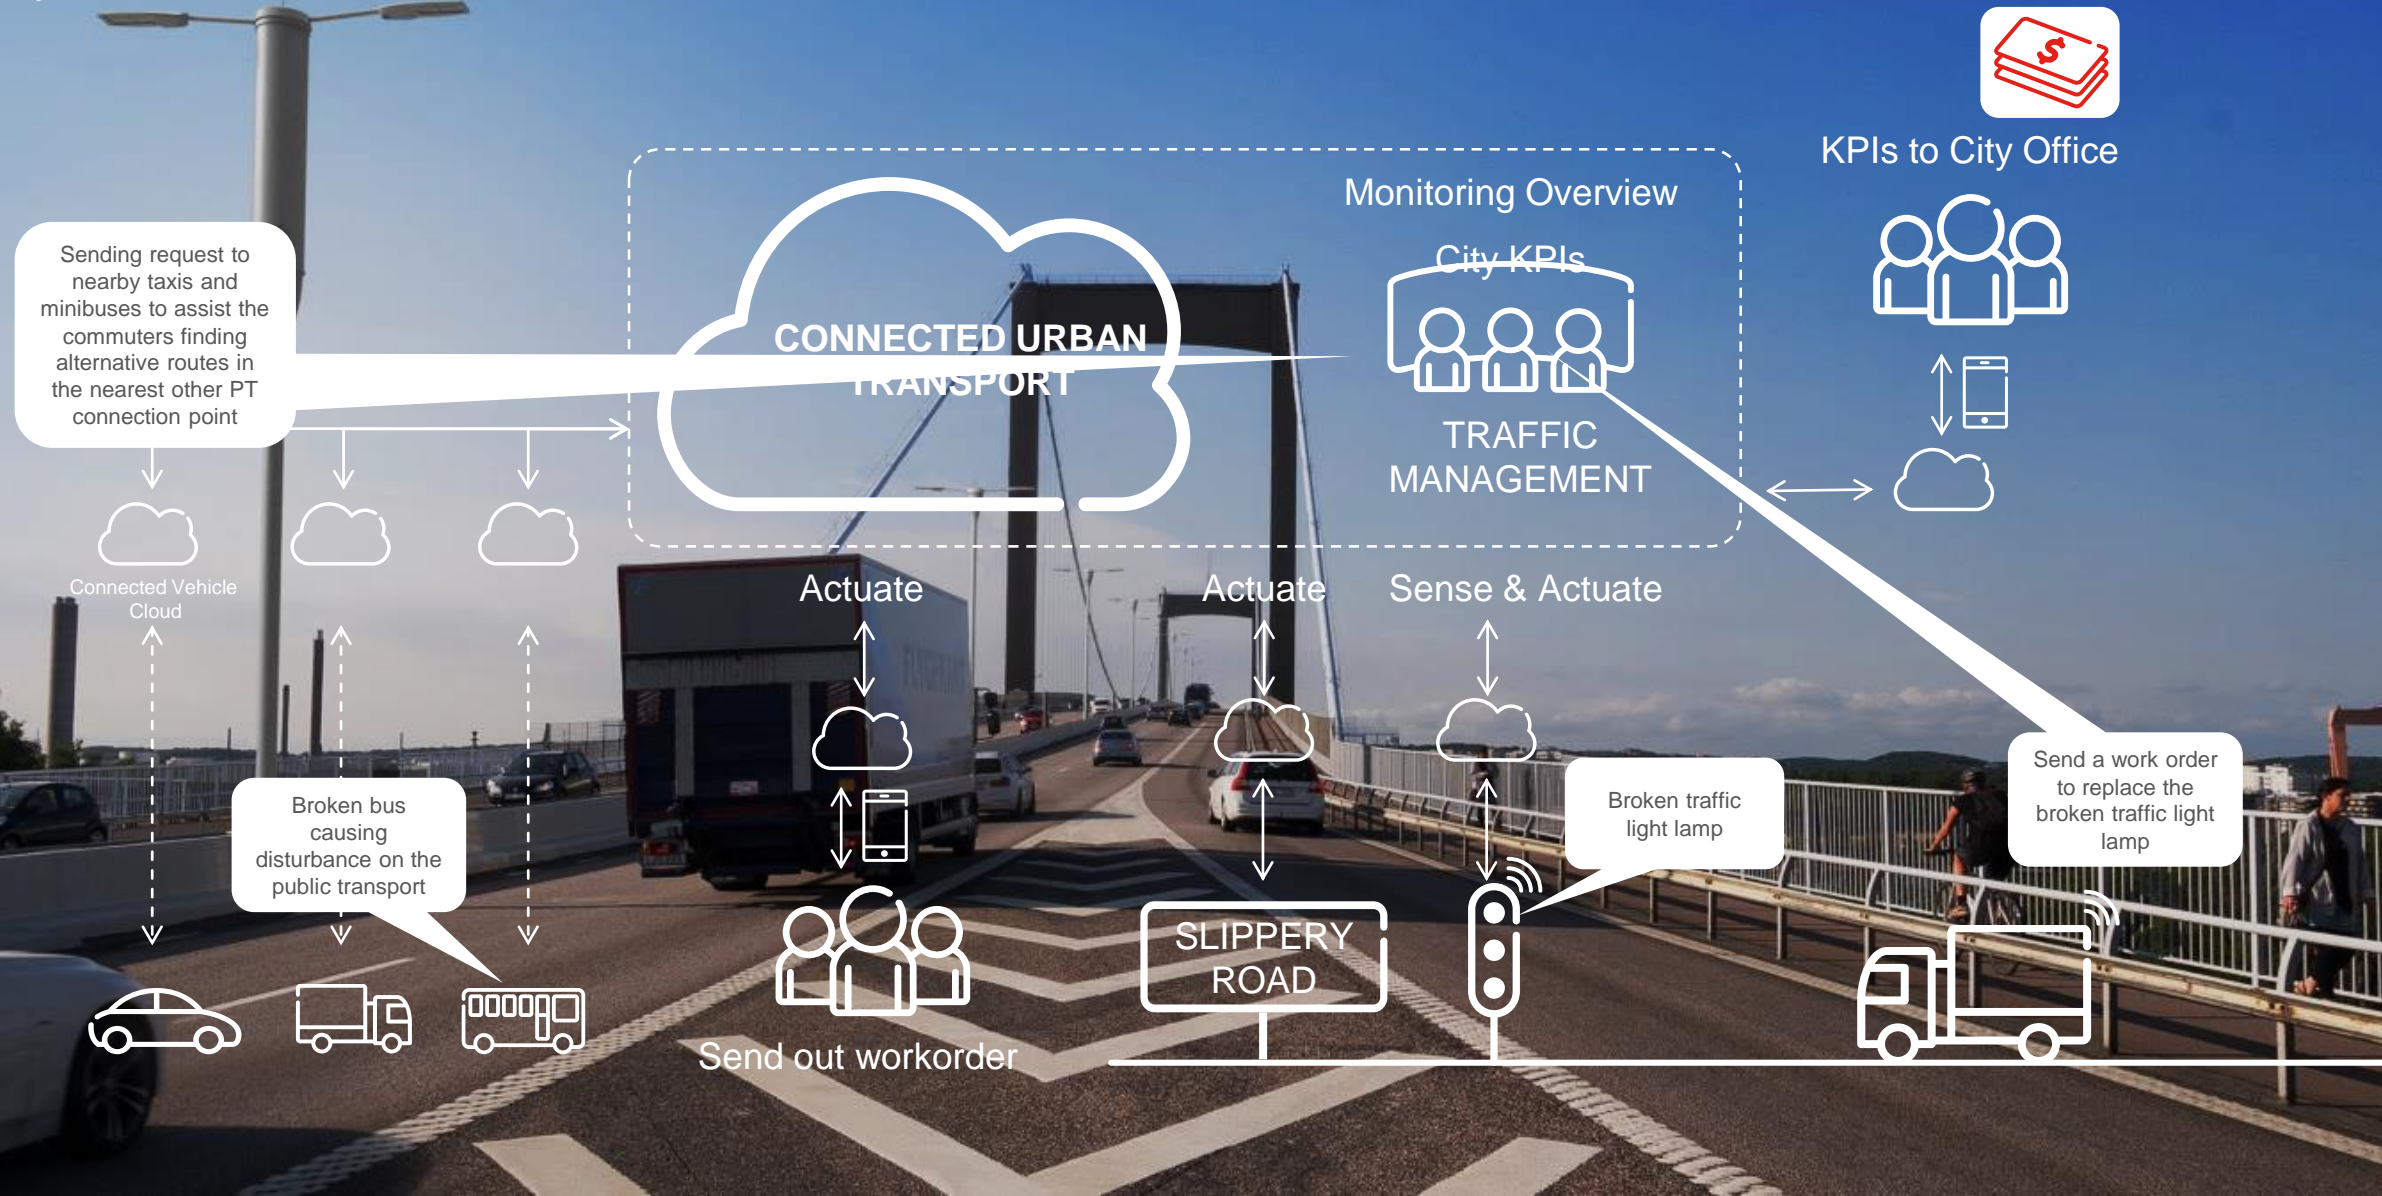 $
KPIs to City Office
Monitoring Overview
City KPIs
Sending request to
nearby taxis and
minibuses to assist the
commuters finding
alternative routes in
the nearest other PT
connection point
CONNECTED URBAN
TRANSPORT
TRAFFIC
MANAGEMENT
Connected Vehicle
Cloud
Actuate
Actuate
Sense & Actuate
Broken bus
causing
disturbance on the
public transport
Broken traffic
light lamp
Send a work order
to replace the
broken traffic light
lamp
SLIPPERY
ROAD
Send out workorder